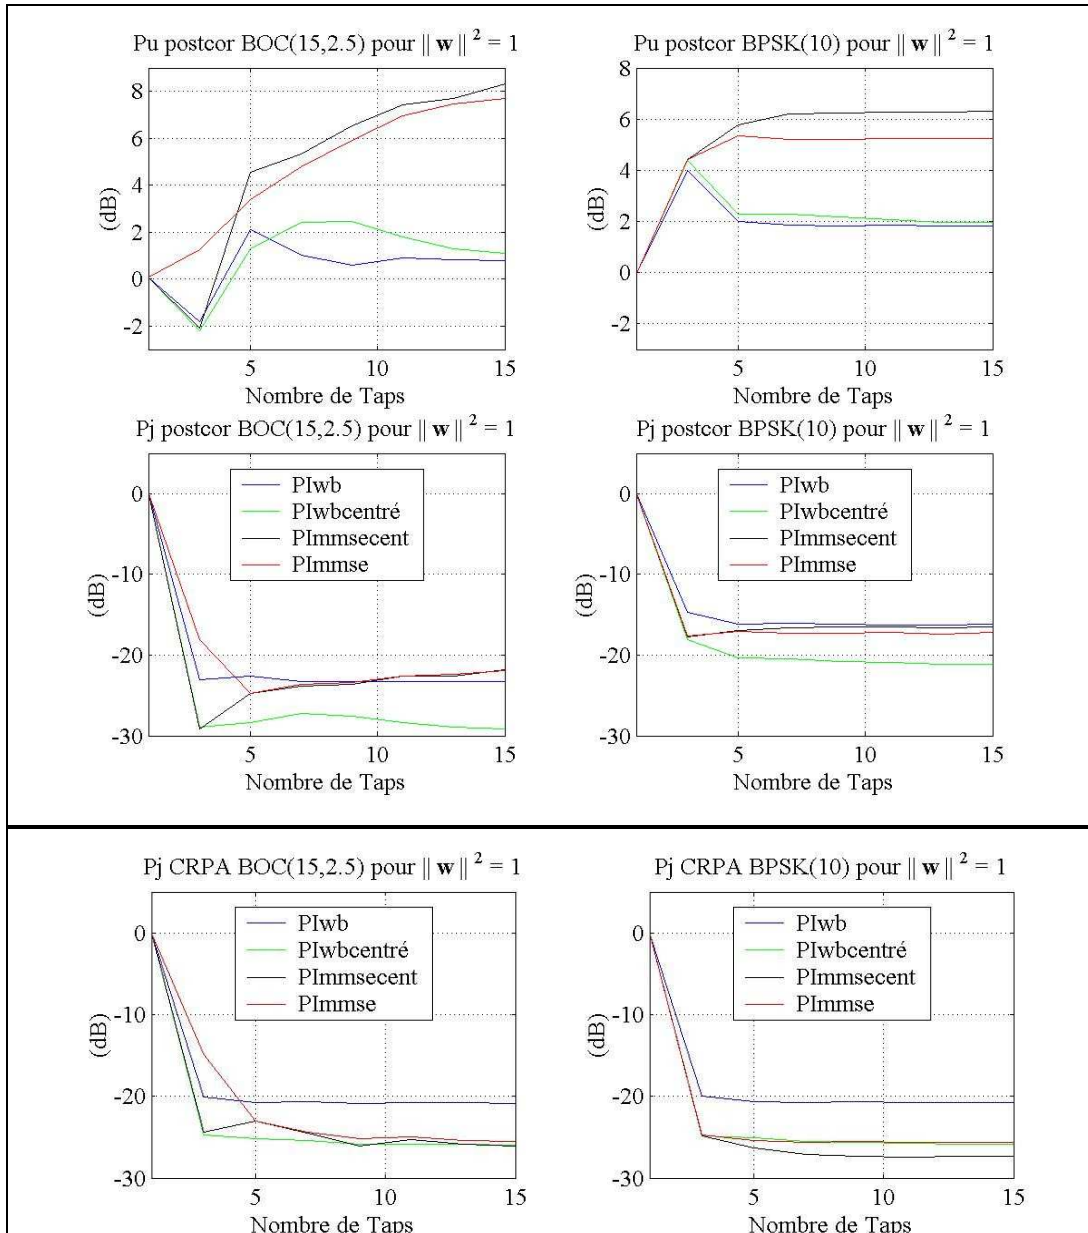 Pu postcor BOC(15,2.5) pour || w || ² = 1
8
6
4
2
0
-2
(dB)
5
10
15
Nombre de Taps
Pu postcor BPSK(10) pour || w || ² = 1
8
6
4
2
0
-2
(dB)
5
10
15
Nombre de Taps
Pj postcor BOC(15,2.5) pour || w || ² = 1
0
-10
-20
-30
(dB)
PIwb
PIwbcentré
PImmsecent
PImmse
5
10
15
Nombre de Taps
Pj postcor BPSK(10) pour || w || ² = 1
0
-10
-20
-30
(dB)
5
10
15
Nombre de Taps
Pj CRPA BOC(15,2.5) pour || w || ² = 1
0
-10
-20
-30
(dB)
PIwb
PIwbcentré
PImmsecent
PImmse
5
10
15
Nombre de Taps
Pj CRPA BPSK(10) pour || w || ² = 1
0
-10
-20
-30
(dB)
PIwb
PIwbcentré
PImmsecent
PImmse
5
10
15
Nombre de Taps